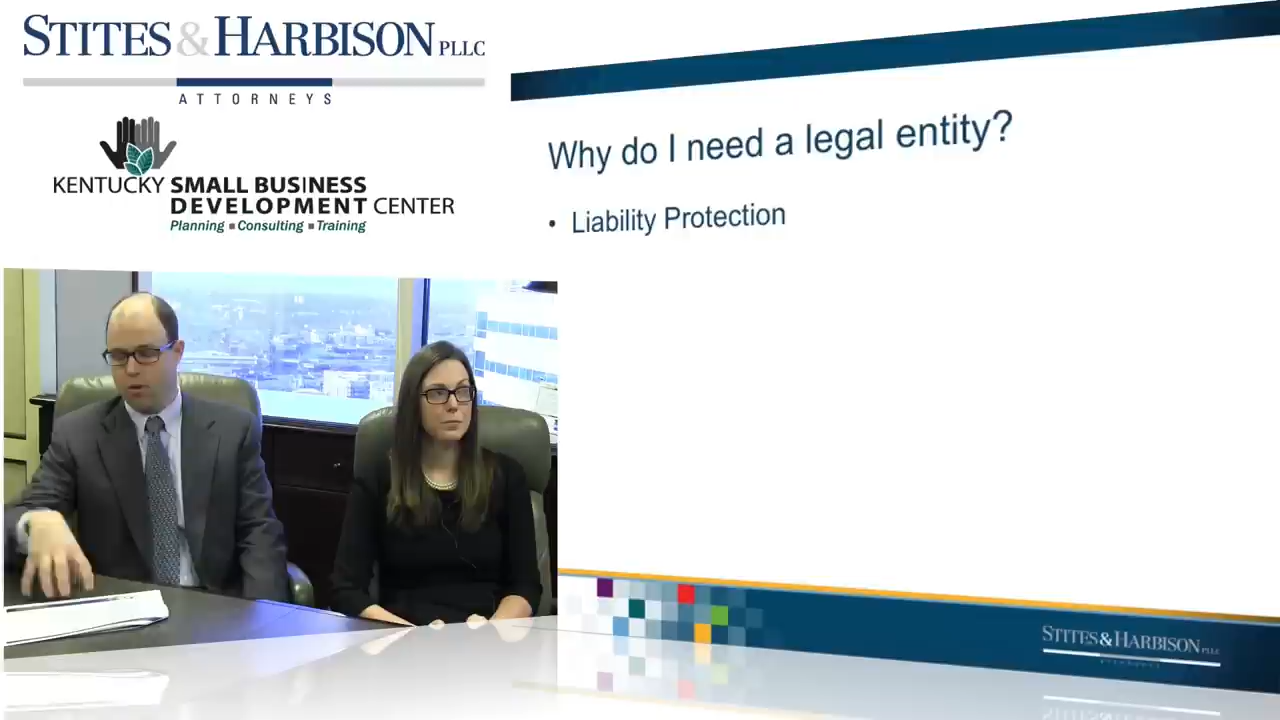 STITES & HARBISON PLLC
ATTORNEYS
KENTUCKY SMALL BUSINESS
DEVELOPMENT CENTER
Planning ▪ Consulting ▪ Training
Why do I need a legal entity?
• Liability Protection
STITES & HARBISON PLLC